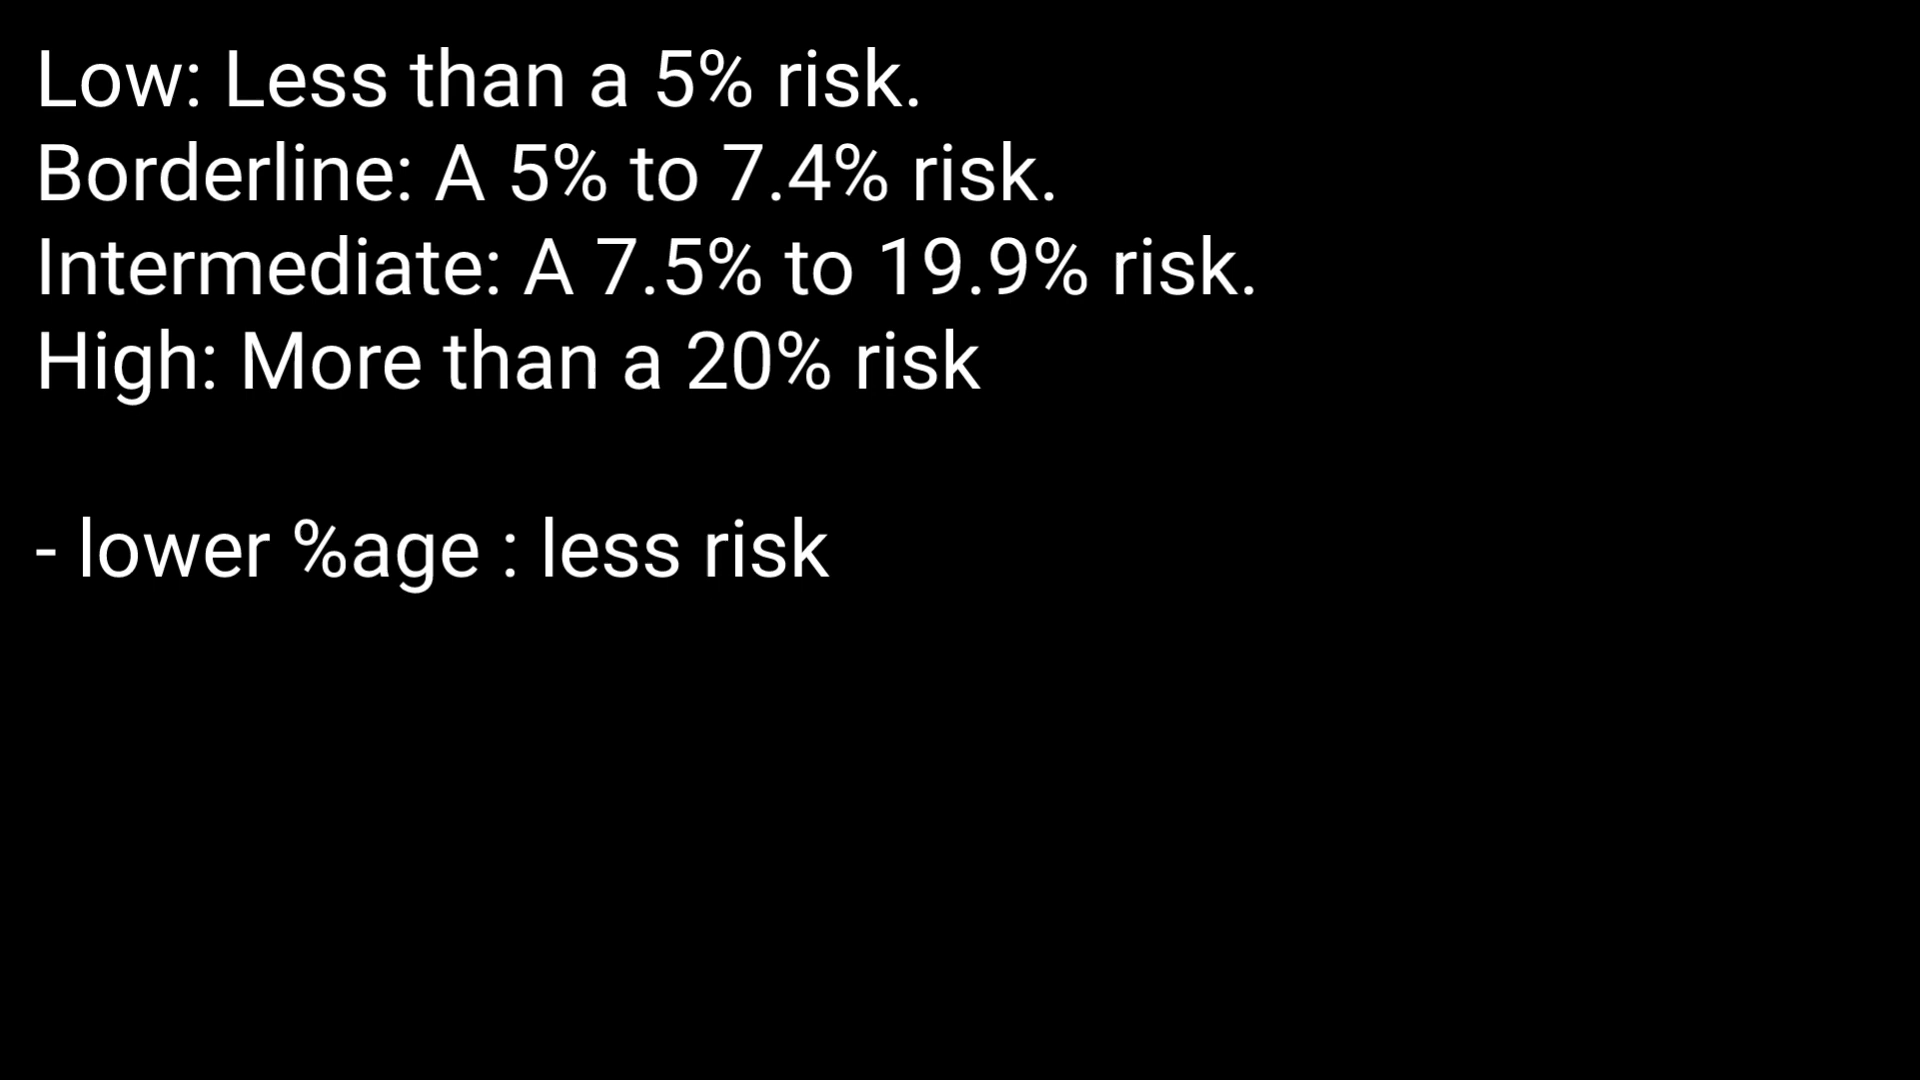 Low: Less than a 5% risk.
Borderline: A 5% to 7.4% risk.
Intermediate: A 7.5% to 19.9% risk.
High: More than a 20% risk
- lower %age : less risk